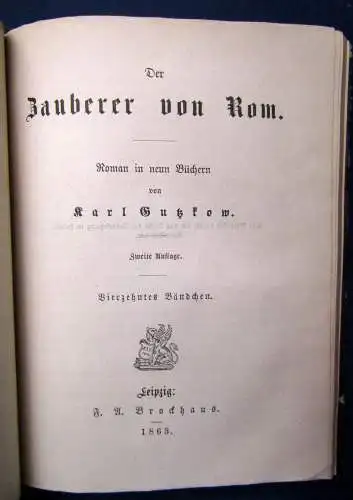 Der
Zauberer von Rom.
Roman in neun Büchern
von
Karl Gutzkow.
Zweite Auflage.
Vierzehntes Bändchen.
Leipzig:
F. A. Brockhaus.
1863.